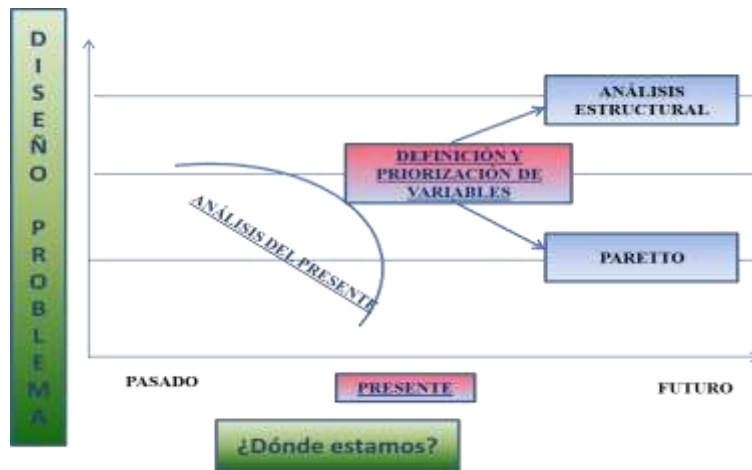 DISEÑO PROBLEMA
ANÁLISIS
ESTRUCTURAL
DEFINICIÓN Y
PRIORIZACIÓN DE
VARIABLES
ANÁLISIS DEL PRESENTE
PARETTO
PASADO
PRESENTE
FUTURO
¿Dónde estamos?